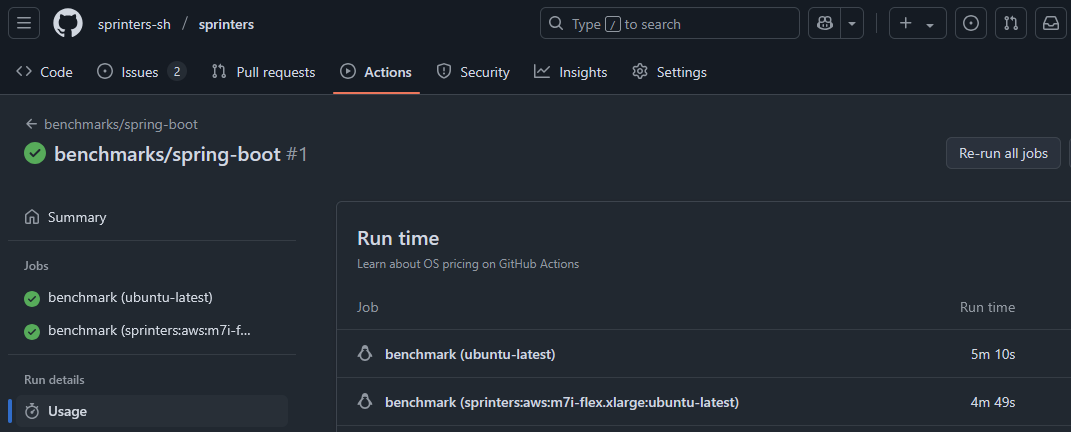 sprinters-sh / sprinters
Type / to search
Code Issues 2 Pull requests Actions Security Insights Settings
← benchmarks/spring-boot
benchmarks/spring-boot #1
Re-run all jobs
Summary
Jobs
benchmark (ubuntu-latest)
benchmark (sprinters:aws:m7i-f...
Run details
Usage
Run time
Learn about OS pricing on GitHub Actions
Job Run time
benchmark (ubuntu-latest) 5m 10s
benchmark (sprinters:aws:m7i-flex.xlarge:ubuntu-latest) 4m 49s